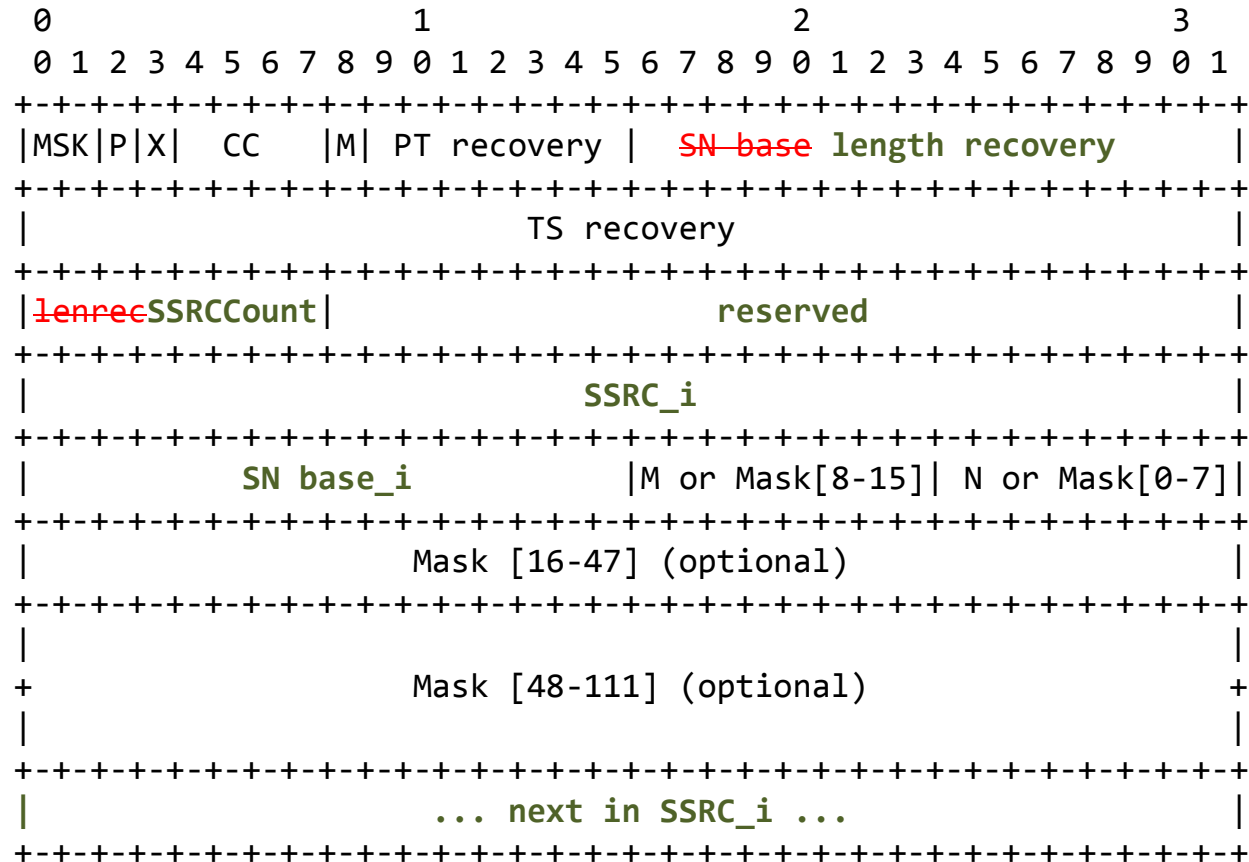 0                   1                   2                   3
 0 1 2 3 4 5 6 7 8 9 0 1 2 3 4 5 6 7 8 9 0 1 2 3 4 5 6 7 8 9 0 1
+-+-+-+-+-+-+-+-+-+-+-+-+-+-+-+-+-+-+-+-+-+-+-+-+-+-+-+-+-+-+-+-+
|MSK|P|X|  CC   |M| PT recovery |  SN base length recovery      |
+-+-+-+-+-+-+-+-+-+-+-+-+-+-+-+-+-+-+-+-+-+-+-+-+-+-+-+-+-+-+-+-+
|                          TS recovery                          |
+-+-+-+-+-+-+-+-+-+-+-+-+-+-+-+-+-+-+-+-+-+-+-+-+-+-+-+-+-+-+-+-+
|lenrecSSRCCount|                    reserved                   |
+-+-+-+-+-+-+-+-+-+-+-+-+-+-+-+-+-+-+-+-+-+-+-+-+-+-+-+-+-+-+-+-+
|                             SSRC_i                            |
+-+-+-+-+-+-+-+-+-+-+-+-+-+-+-+-+-+-+-+-+-+-+-+-+-+-+-+-+-+-+-+-+
|           SN base_i           |M or Mask[8-15]| N or Mask[0-7]|
+-+-+-+-+-+-+-+-+-+-+-+-+-+-+-+-+-+-+-+-+-+-+-+-+-+-+-+-+-+-+-+-+
|                    Mask [16-47] (optional)                    |
+-+-+-+-+-+-+-+-+-+-+-+-+-+-+-+-+-+-+-+-+-+-+-+-+-+-+-+-+-+-+-+-+
|                                                               |
+                    Mask [48-111] (optional)                   +
|                                                               |
+-+-+-+-+-+-+-+-+-+-+-+-+-+-+-+-+-+-+-+-+-+-+-+-+-+-+-+-+-+-+-+-+
|                     ... next in SSRC_i ...                    |
+-+-+-+-+-+-+-+-+-+-+-+-+-+-+-+-+-+-+-+-+-+-+-+-+-+-+-+-+-+-+-+-+